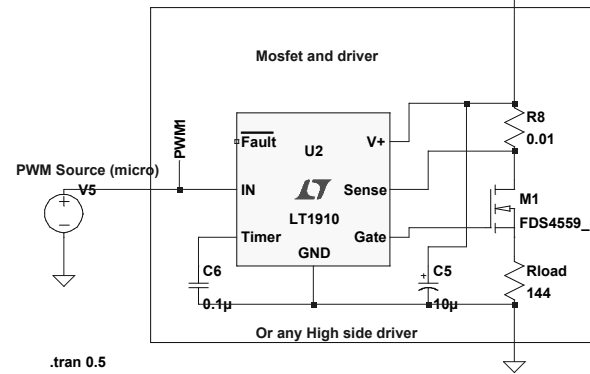 Mosfet and driver
PWM1
Fault
U2
V+
R8
0.01
PWM Source (micro)
V5
IN
Sense
LT1910
M1
FDS4559_
Timer
Gate
GND
C6
0.1µ
C5
10µ
Rload
144
Or any High side driver
.tran 0.5